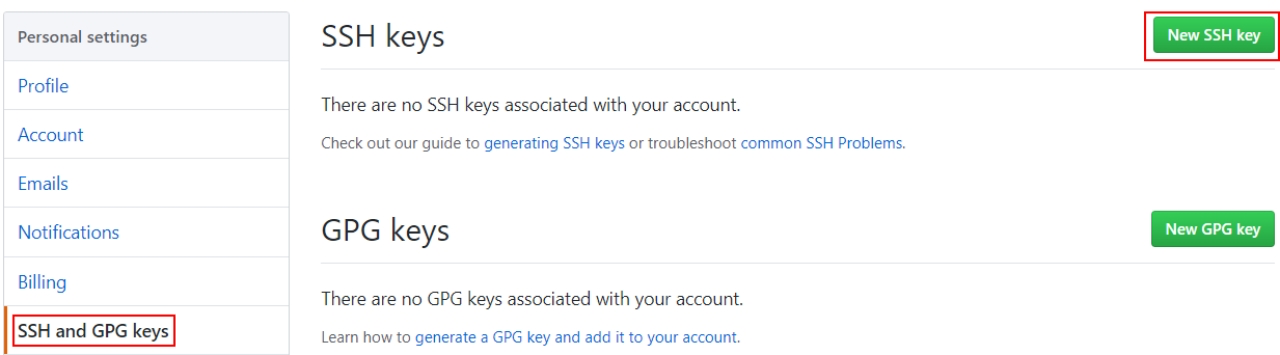 Personal settings
Profile
Account
Emails
Notifications
Billing
SSH and GPG keys
SSH keys
New SSH key
There are no SSH keys associated with your account.
Check out our guide to generating SSH keys or troubleshoot common SSH Problems.
GPG keys
New GPG key
There are no GPG keys associated with your account.
Learn how to generate a GPG key and add it to your account.